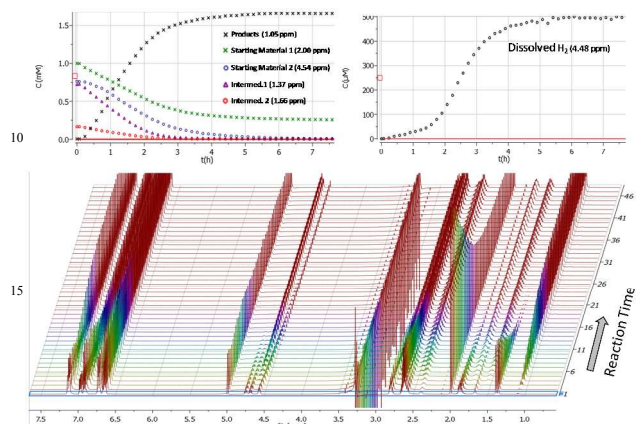 1.5
1.0
0.5
0.0
C(mM)
0 1 2 3 4 5 6 7
t(h)
Products (1.05 ppm)
Starting Material 1 (2.00 ppm)
Starting Material 2 (4.54 ppm)
Intermed.1 (1.37 ppm)
Intermed. 2 (1.66 ppm)
500
400
300
200
100
0
C(µM)
0 1 2 3 4 5 6 7
t(h)
Dissolved H₂ (4.48 ppm)
10
15
46
41
36
31
26
21
16
11
6
1
Reaction Time
7.5 7.0 6.5 6.0 5.5 5.0 4.5 4.0 3.5 3.0 2.5 2.0 1.5 1.0